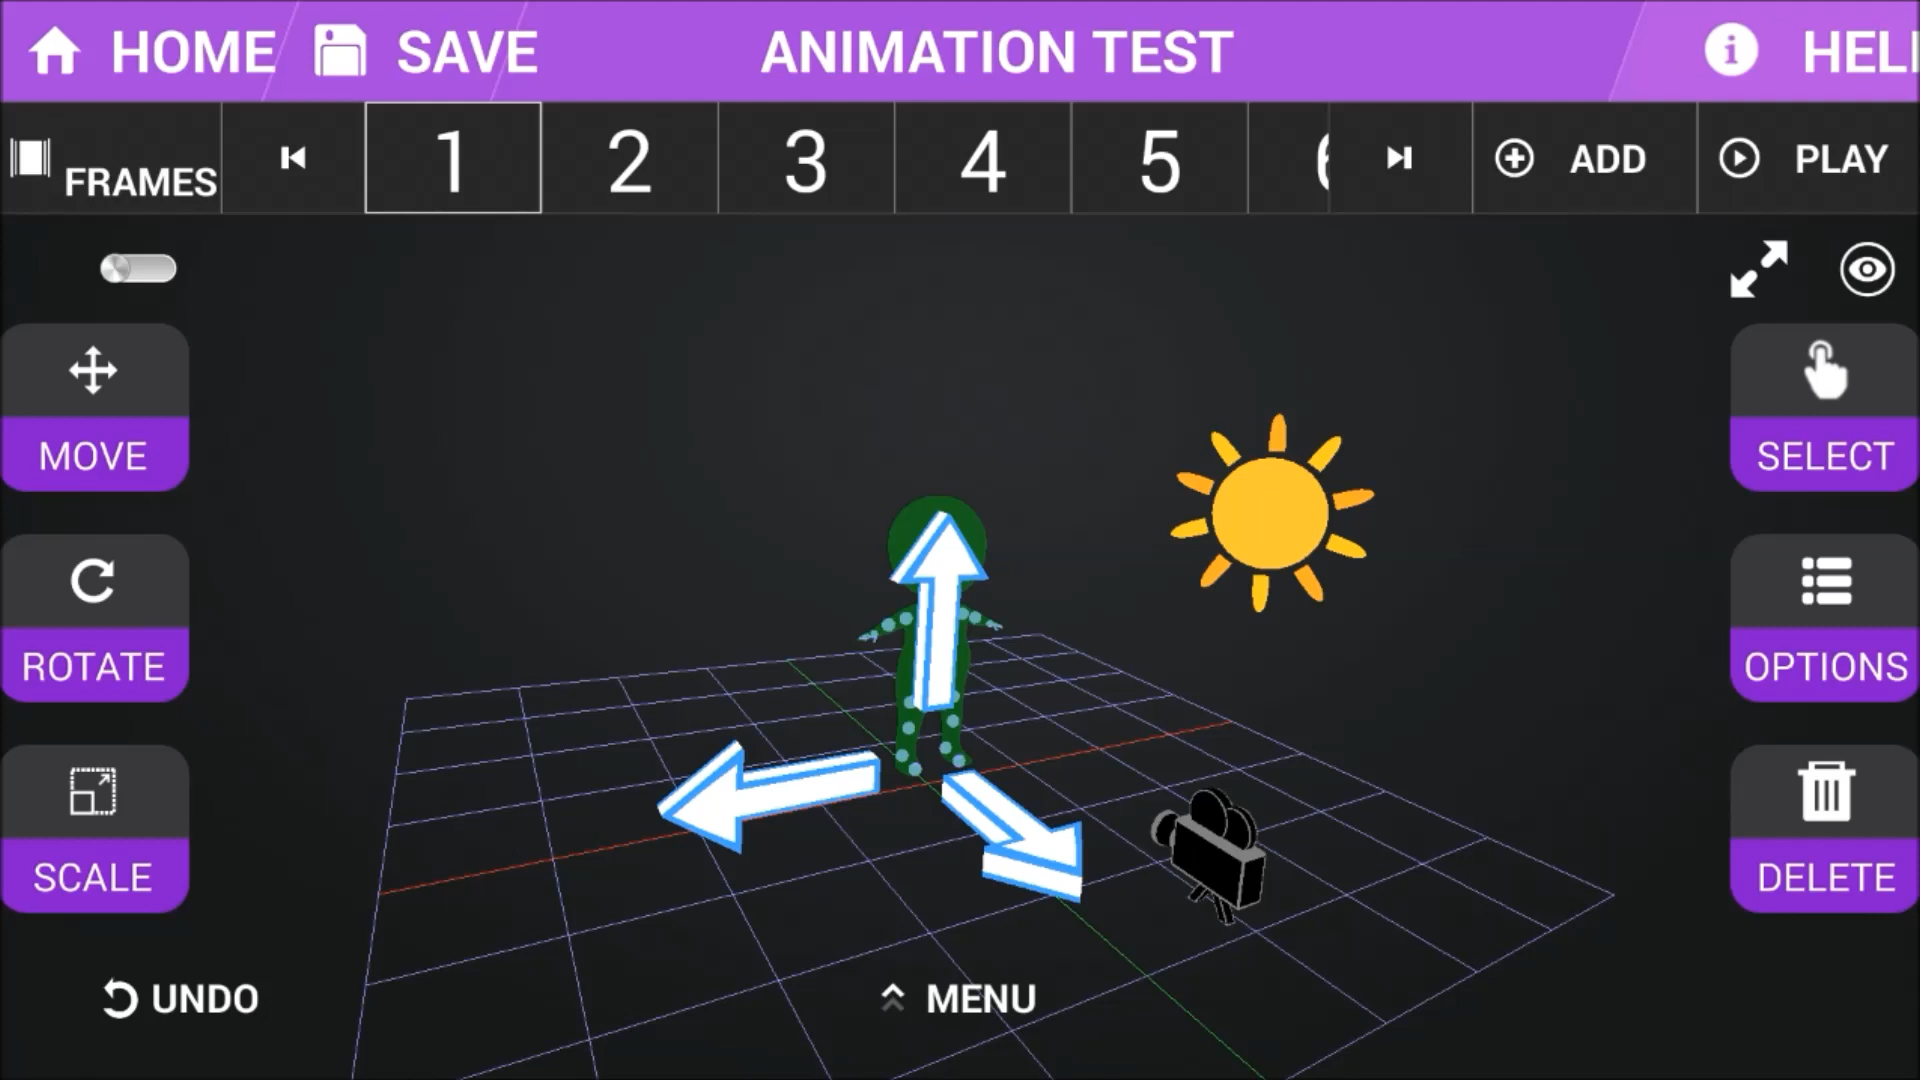 HOME SAVE ANIMATION TEST HEL
FRAMES 1 2 3 4 5 ADD PLAY
MOVE
SELECT
ROTATE
OPTIONS
SCALE
DELETE
UNDO MENU